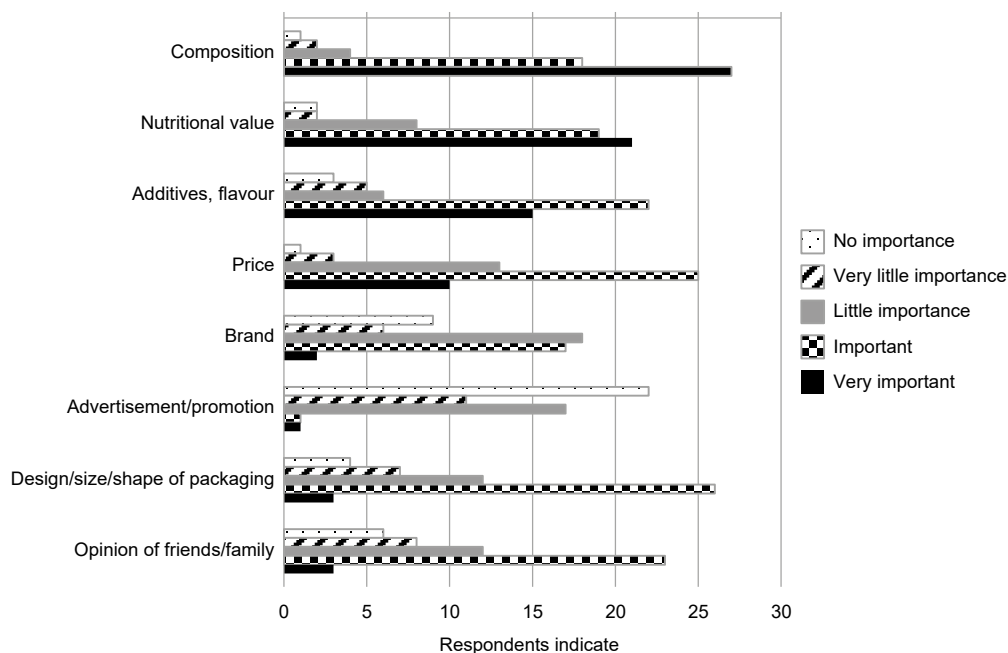 Composition
Nutritional value
Additives, flavour
Price
Brand
Advertisement/promotion
Design/size/shape of packaging
Opinion of friends/family
0 5 10 15 20 25 30
Respondents indicate
No importance
Very litlle importance
Little importance
Important
Very important